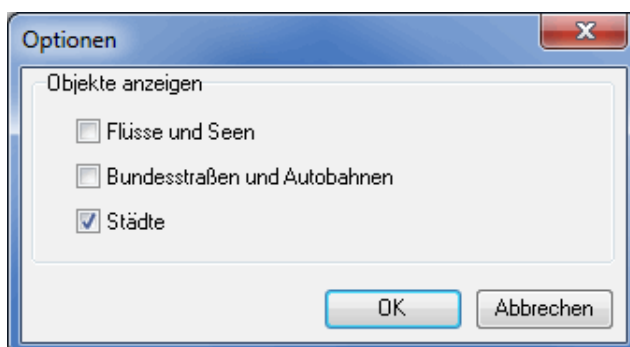 Optionen
Objekte anzeigen
Flüsse und Seen
Bundesstraßen und Autobahnen
Städte
OK
Abbrechen